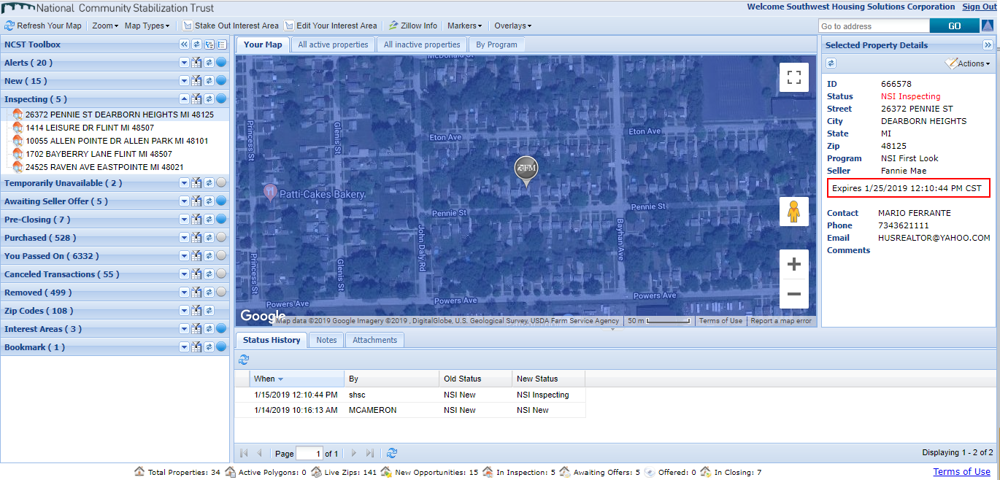 National Community Stabilization Trust
Welcome Southwest Housing Solutions Corporation Sign Out
Refresh Your Map Zoom Map Types Stake Out Interest Area Edit Your Interest Area Zillow Info Markers Overlays Go to address GO
NCST Toolbox
Alerts ( 20 )
New ( 15 )
Inspecting ( 5 )
26372 PENNIE ST DEARBORN HEIGHTS MI 48125
1414 LEISURE DR FLINT MI 48507
10055 ALLEN POINTE DR ALLEN PARK MI 48101
1702 BAYBERRY LANE FLINT MI 48507
24525 RAVEN AVE EASTPOINTE MI 48021
Temporarily Unavailable ( 2 )
Awaiting Seller Offer ( 5 )
Pre-Closing ( 7 )
Purchased ( 528 )
You Passed On ( 6332 )
Canceled Transactions ( 55 )
Removed ( 499 )
Zip Codes ( 108 )
Interest Areas ( 3 )
Bookmark ( 1 )
Your Map All active properties All inactive properties By Program
McDonald St
Princess St
Glenis St
Eton Ave
Eton Ave
FM
Patti-Cakes Bakery
Pennie St
Pennie St
John Daly Rd
Bayhan Ave
Princess St
Glenis St
Powers Ave
Powers Ave
Powers Ave
Google
Map data ©2019 Google Imagery ©2019 , DigitalGlobe, U.S. Geological Survey, USDA Farm Service Agency 50 m Terms of Use Report a map error
Selected Property Details
Actions
ID 666578
Status NSI Inspecting
Street 26372 PENNIE ST
City DEARBORN HEIGHTS
State MI
Zip 48125
Program NSI First Look
Seller Fannie Mae
Expires 1/25/2019 12:10:44 PM CST
Contact MARIO FERRANTE
Phone 7343621111
Email HUSREALTOR@YAHOO.COM
Comments
Status History Notes Attachments
When By Old Status New Status
1/15/2019 12:10:44 PM shsc NSI New NSI Inspecting
1/14/2019 10:16:13 AM MCAMERON NSI New NSI New
Page 1 of 1 Displaying 1 - 2 of 2
Total Properties: 34 Active Polygons: 0 Live Zips: 141 New Opportunities: 15 In Inspection: 5 Awaiting Offers: 5 Offered: 0 In Closing: 7 Terms of Use